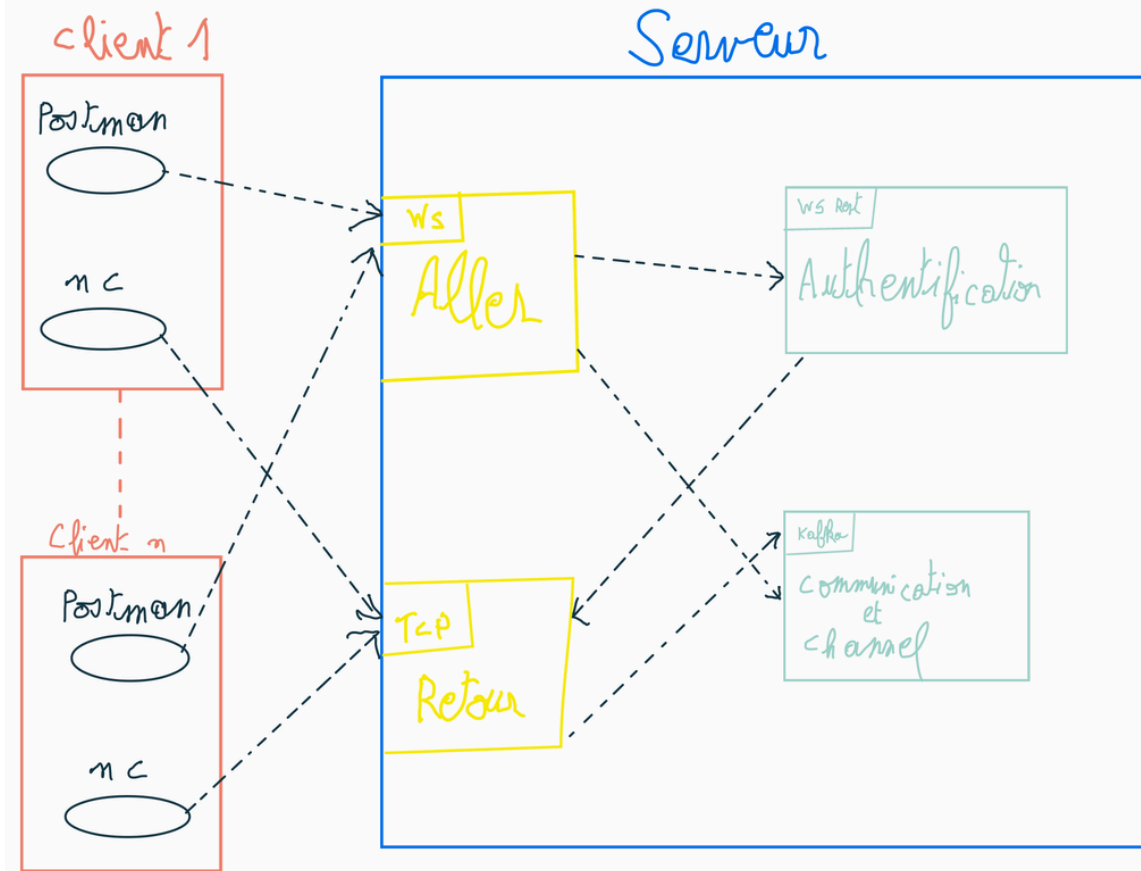 Client 1
Serveur
Postman
nc
WS
Aller
WS Rest
Authentification
Client n
Postman
nc
TCP
Retour
Kafka
Communication
et
channel